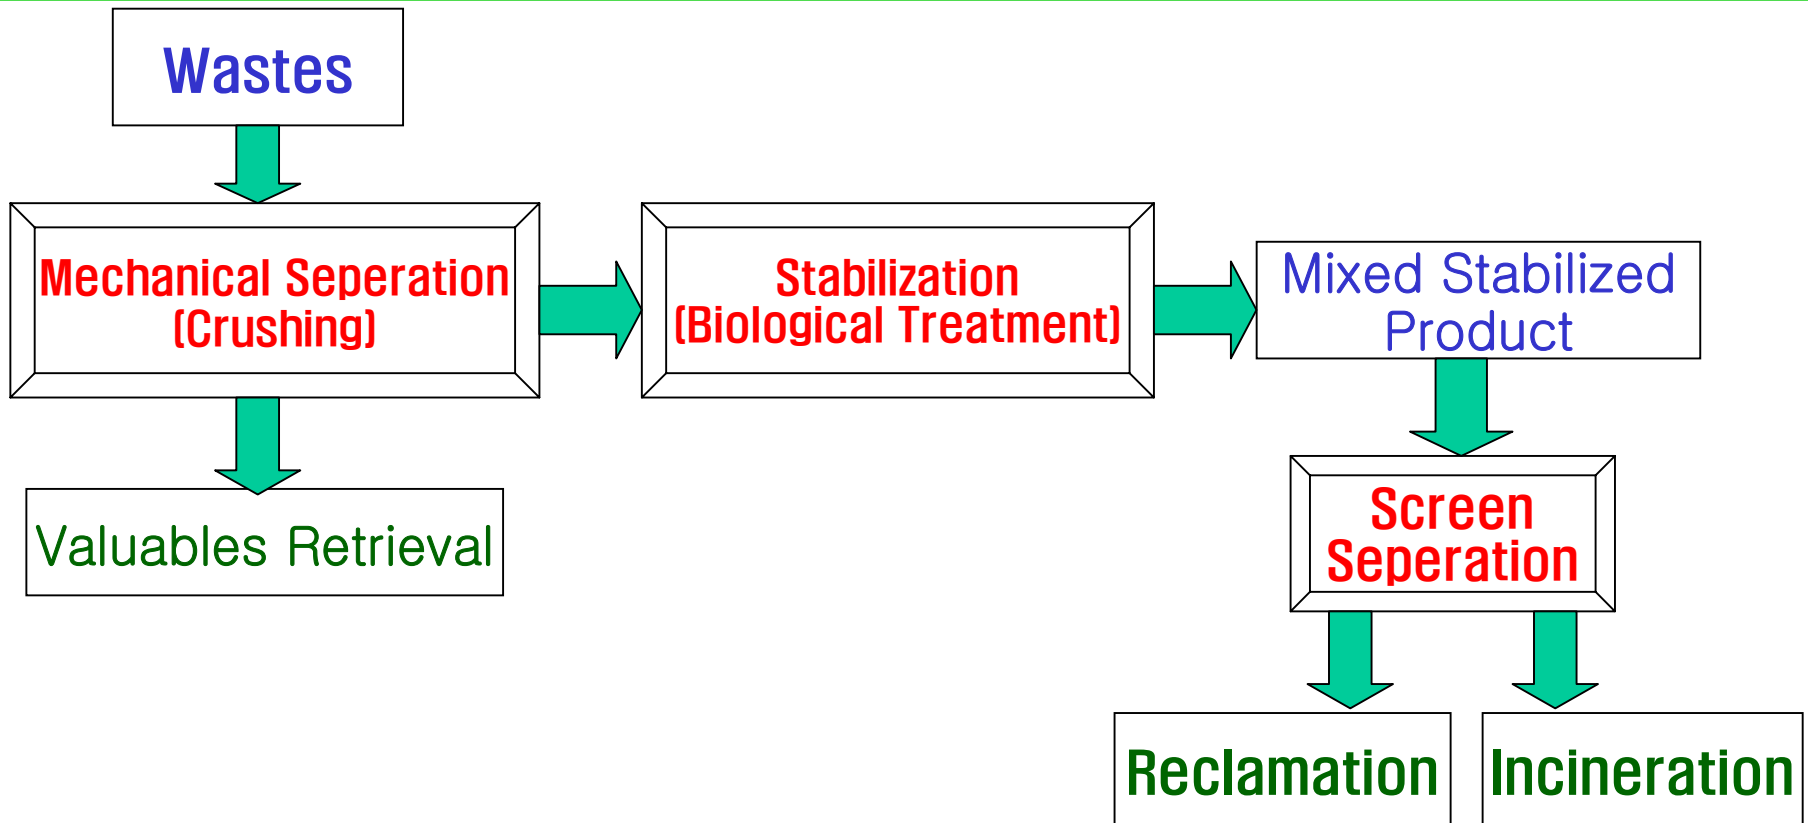 Wastes
Mechanical Seperation
(Crushing)
Stabilization
(Biological Treatment)
Mixed Stabilized
Product
Valuables Retrieval
Screen
Seperation
Reclamation
Incineration